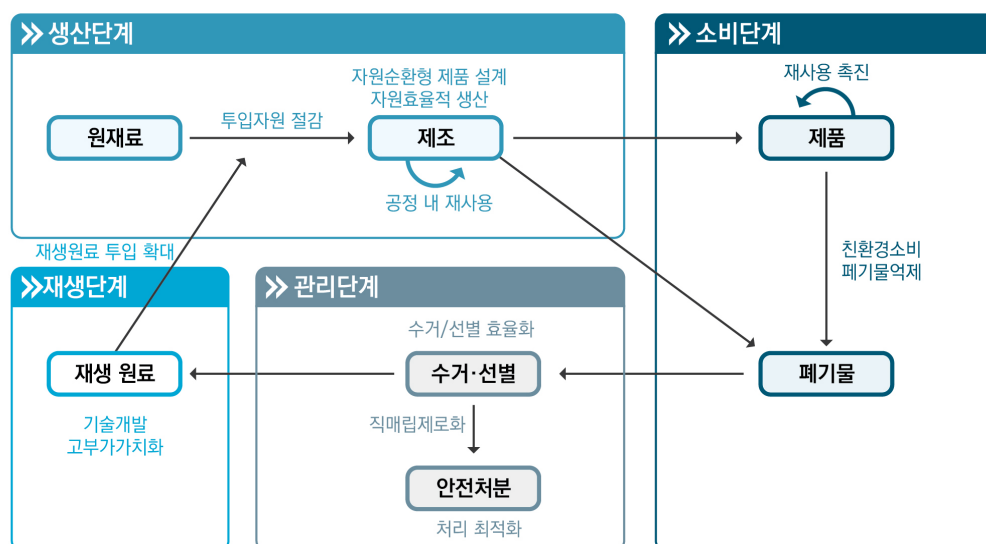 생산단계
자원순환형 제품 설계
자원효율적 생산
투입자원 절감
원재료
제조
공정 내 재사용
소비단계
재사용 촉진
제품
친환경소비
폐기물억제
폐기물
재생원료 투입 확대
재생단계
재생 원료
기술개발
고부가가치화
관리단계
수거/선별 효율화
수거·선별
직매립제로화
안전처분
처리 최적화